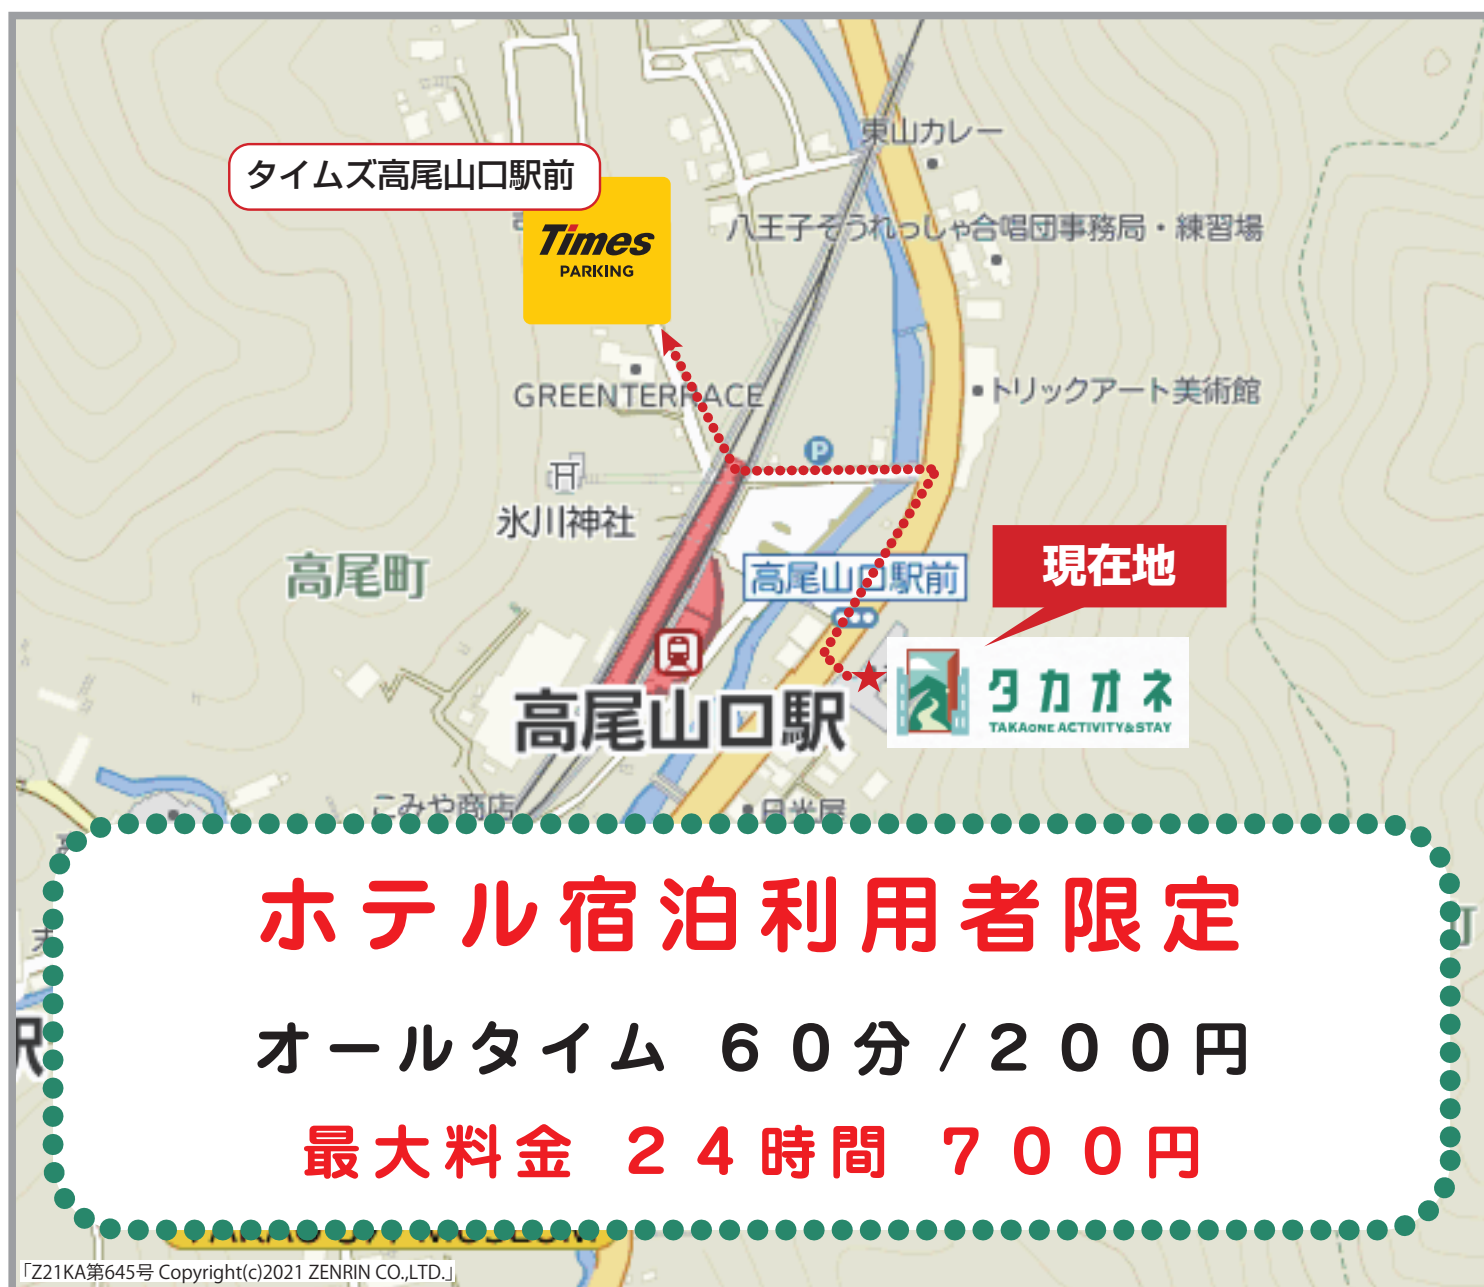 東山カレー
タイムズ高尾山口駅前
八王子そうれっしゃ合唱団事務局・練習場
Times
PARKING
GREENTERRACE
トリックアート美術館
P
氷川神社
高尾町
高尾山口駅前
現在地
高尾山口駅
タカオネ
TAKAONE ACTIVITY&STAY
こみや商店
日光屋
ホテル宿泊利用者限定
オールタイム 60分/200円
最大料金 24時間 700円
町
駅
「Z21KA第645号 Copyright(c)2021 ZENRIN CO.,LTD.」